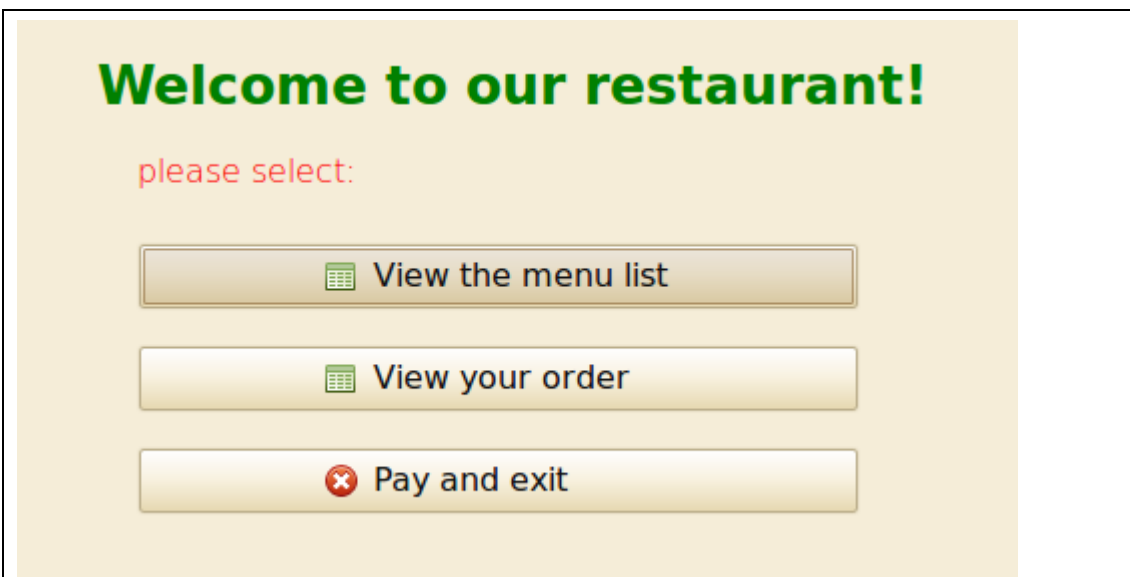 Welcome to our restaurant!
please select:
View the menu list
View your order
Pay and exit